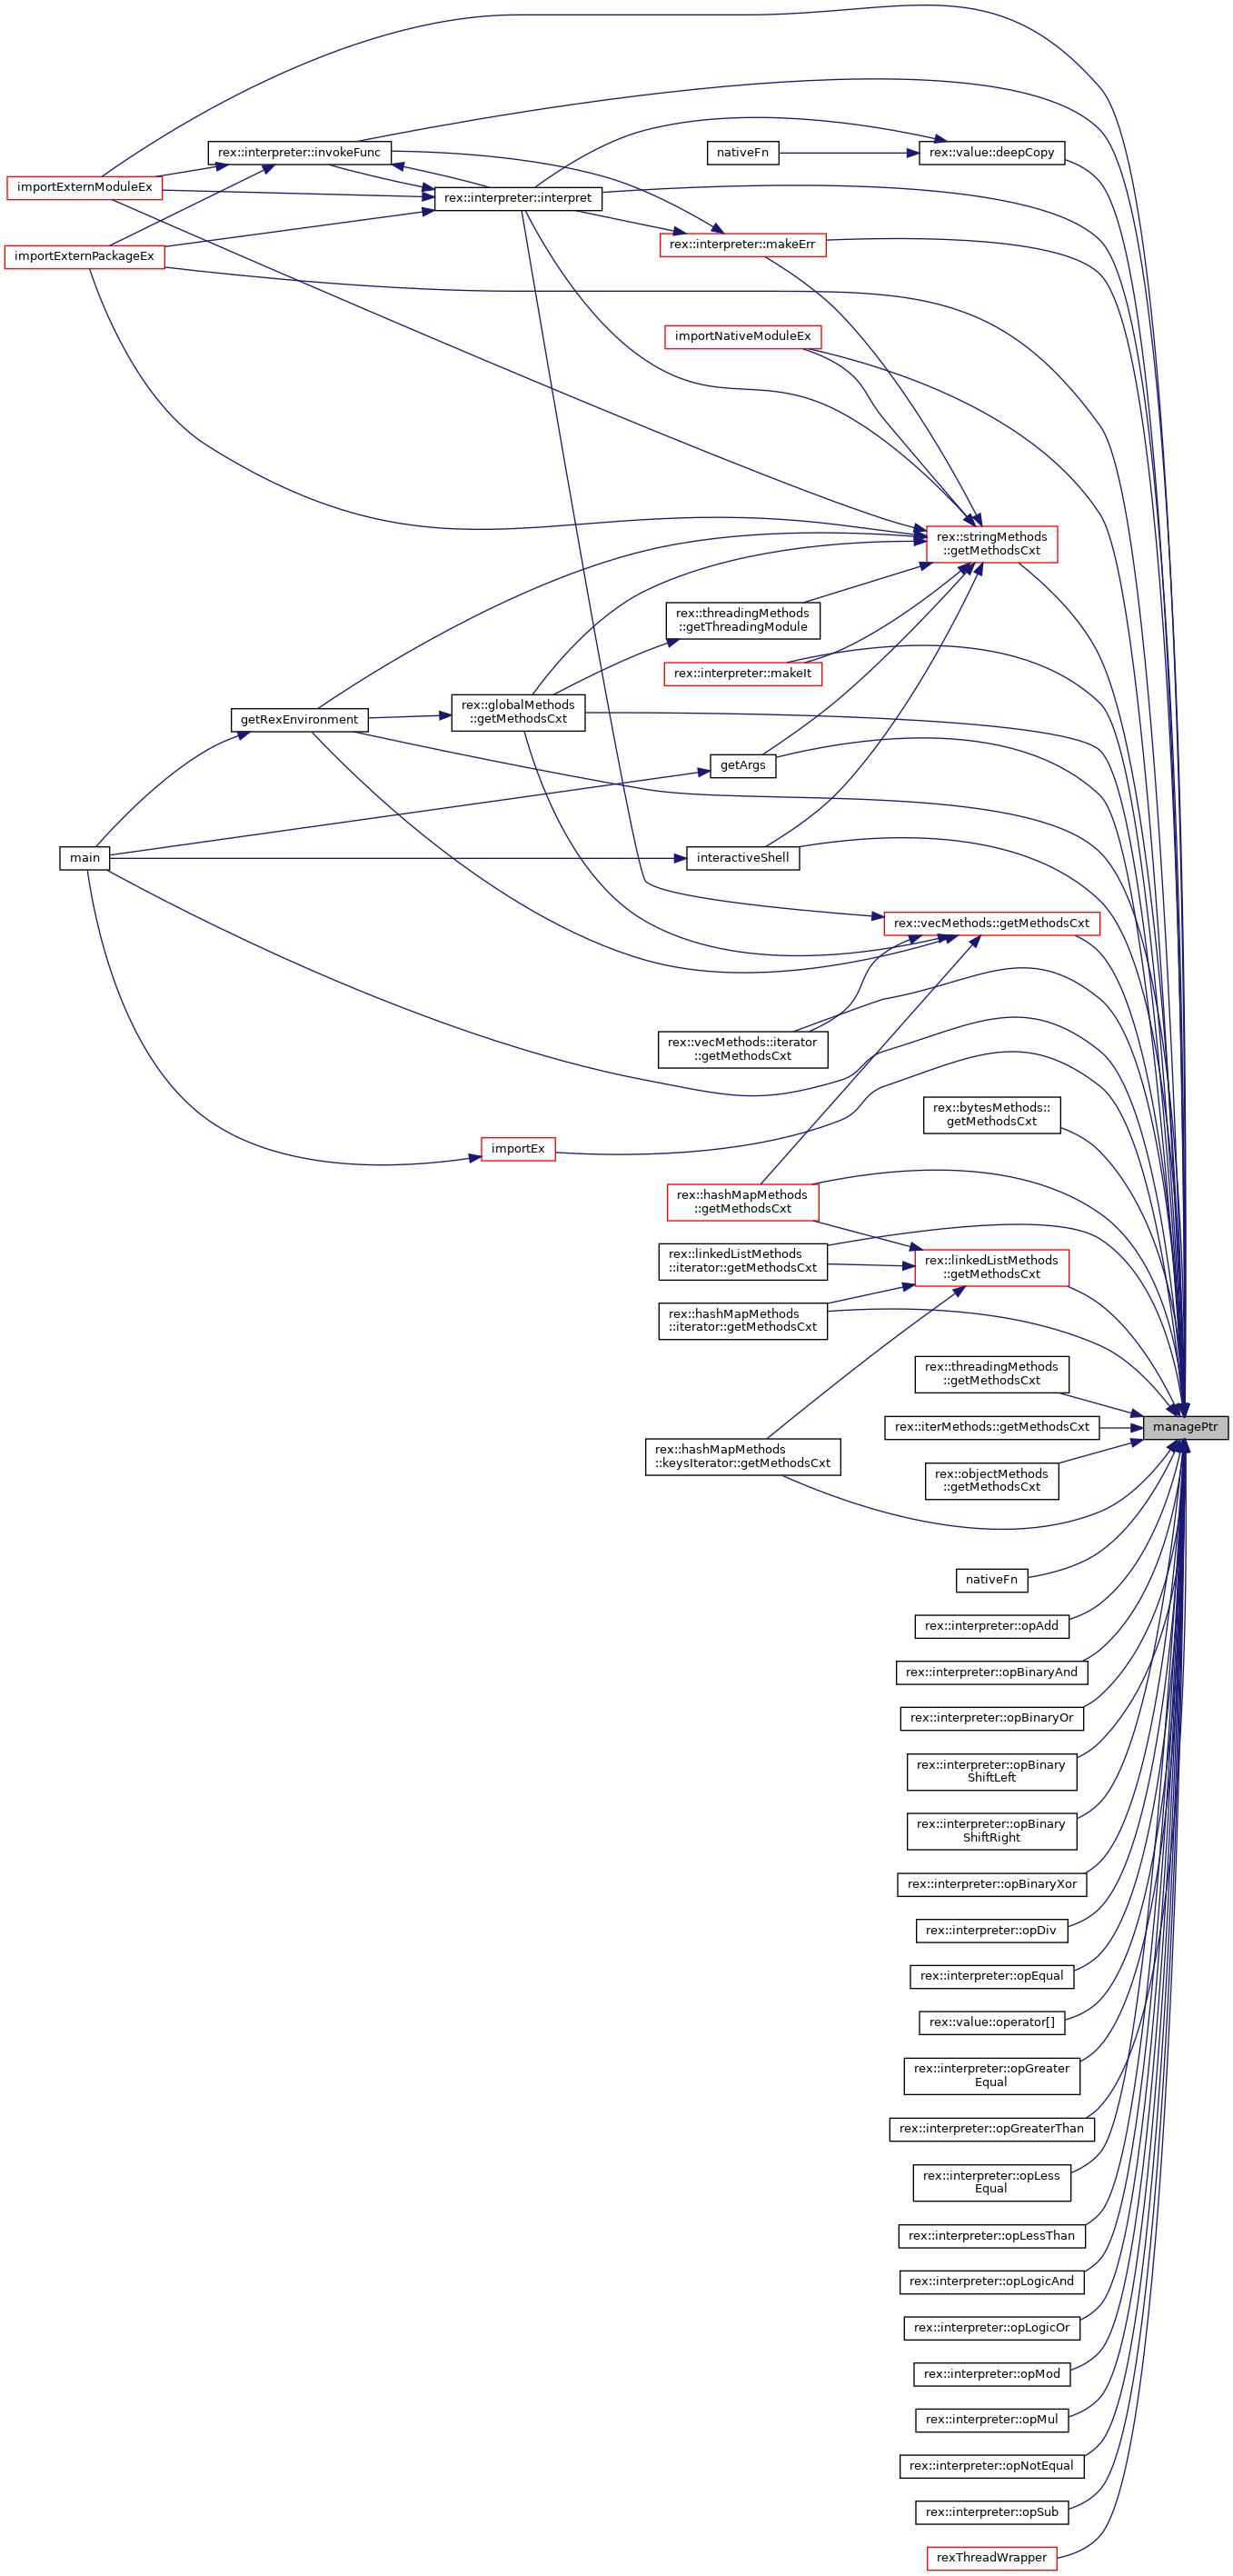 rex::interpreter::invokeFunc
nativeFn
rex::value::deepCopy
importExternModuleEx
rex::interpreter::interpret
rex::interpreter::makeErr
importExternPackageEx
importNativeModuleEx
rex::stringMethods
::getMethodsCxt
rex::threadingMethods
::getThreadingModule
rex::interpreter::makeIt
rex::globalMethods
::getMethodsCxt
getRexEnvironment
getArgs
main
interactiveShell
rex::vecMethods::getMethodsCxt
rex::vecMethods::iterator
::getMethodsCxt
rex::bytesMethods::
getMethodsCxt
importEx
rex::hashMapMethods
::getMethodsCxt
rex::linkedListMethods
::iterator::getMethodsCxt
rex::linkedListMethods
::getMethodsCxt
rex::hashMapMethods
::iterator::getMethodsCxt
rex::threadingMethods
::getMethodsCxt
rex::iterMethods::getMethodsCxt
managePtr
rex::hashMapMethods
::keysIterator::getMethodsCxt
rex::objectMethods
::getMethodsCxt
nativeFn
rex::interpreter::opAdd
rex::interpreter::opBinaryAnd
rex::interpreter::opBinaryOr
rex::interpreter::opBinary
ShiftLeft
rex::interpreter::opBinary
ShiftRight
rex::interpreter::opBinaryXor
rex::interpreter::opDiv
rex::interpreter::opEqual
rex::value::operator[]
rex::interpreter::opGreater
Equal
rex::interpreter::opGreaterThan
rex::interpreter::opLess
Equal
rex::interpreter::opLessThan
rex::interpreter::opLogicAnd
rex::interpreter::opLogicOr
rex::interpreter::opMod
rex::interpreter::opMul
rex::interpreter::opNotEqual
rex::interpreter::opSub
rexThreadWrapper